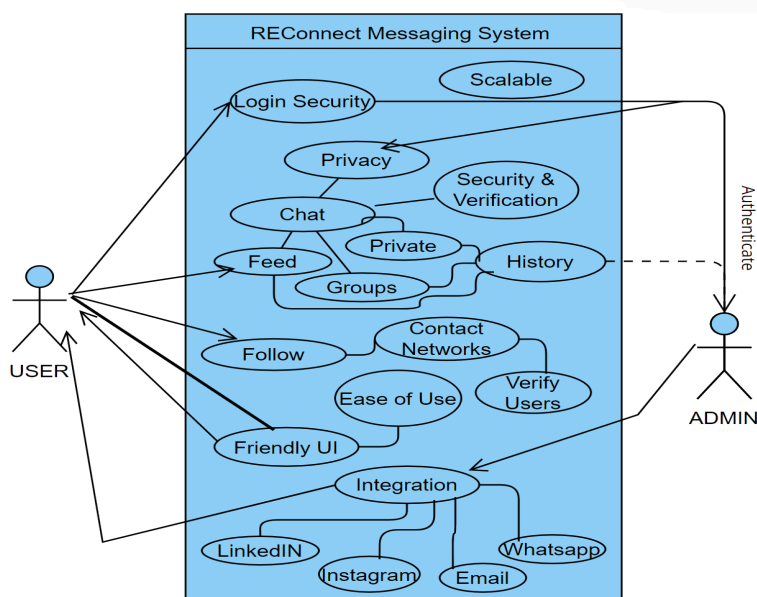 REConnect Messaging System
Scalable
Login Security
Privacy
Security &
Verification
Chat
Private
Feed
History
Groups
Authenticate
Contact
Networks
Follow
Verify
Users
USER
ADMIN
Ease of Use
Friendly UI
Integration
LinkedIN
Whatsapp
Instagram
Email